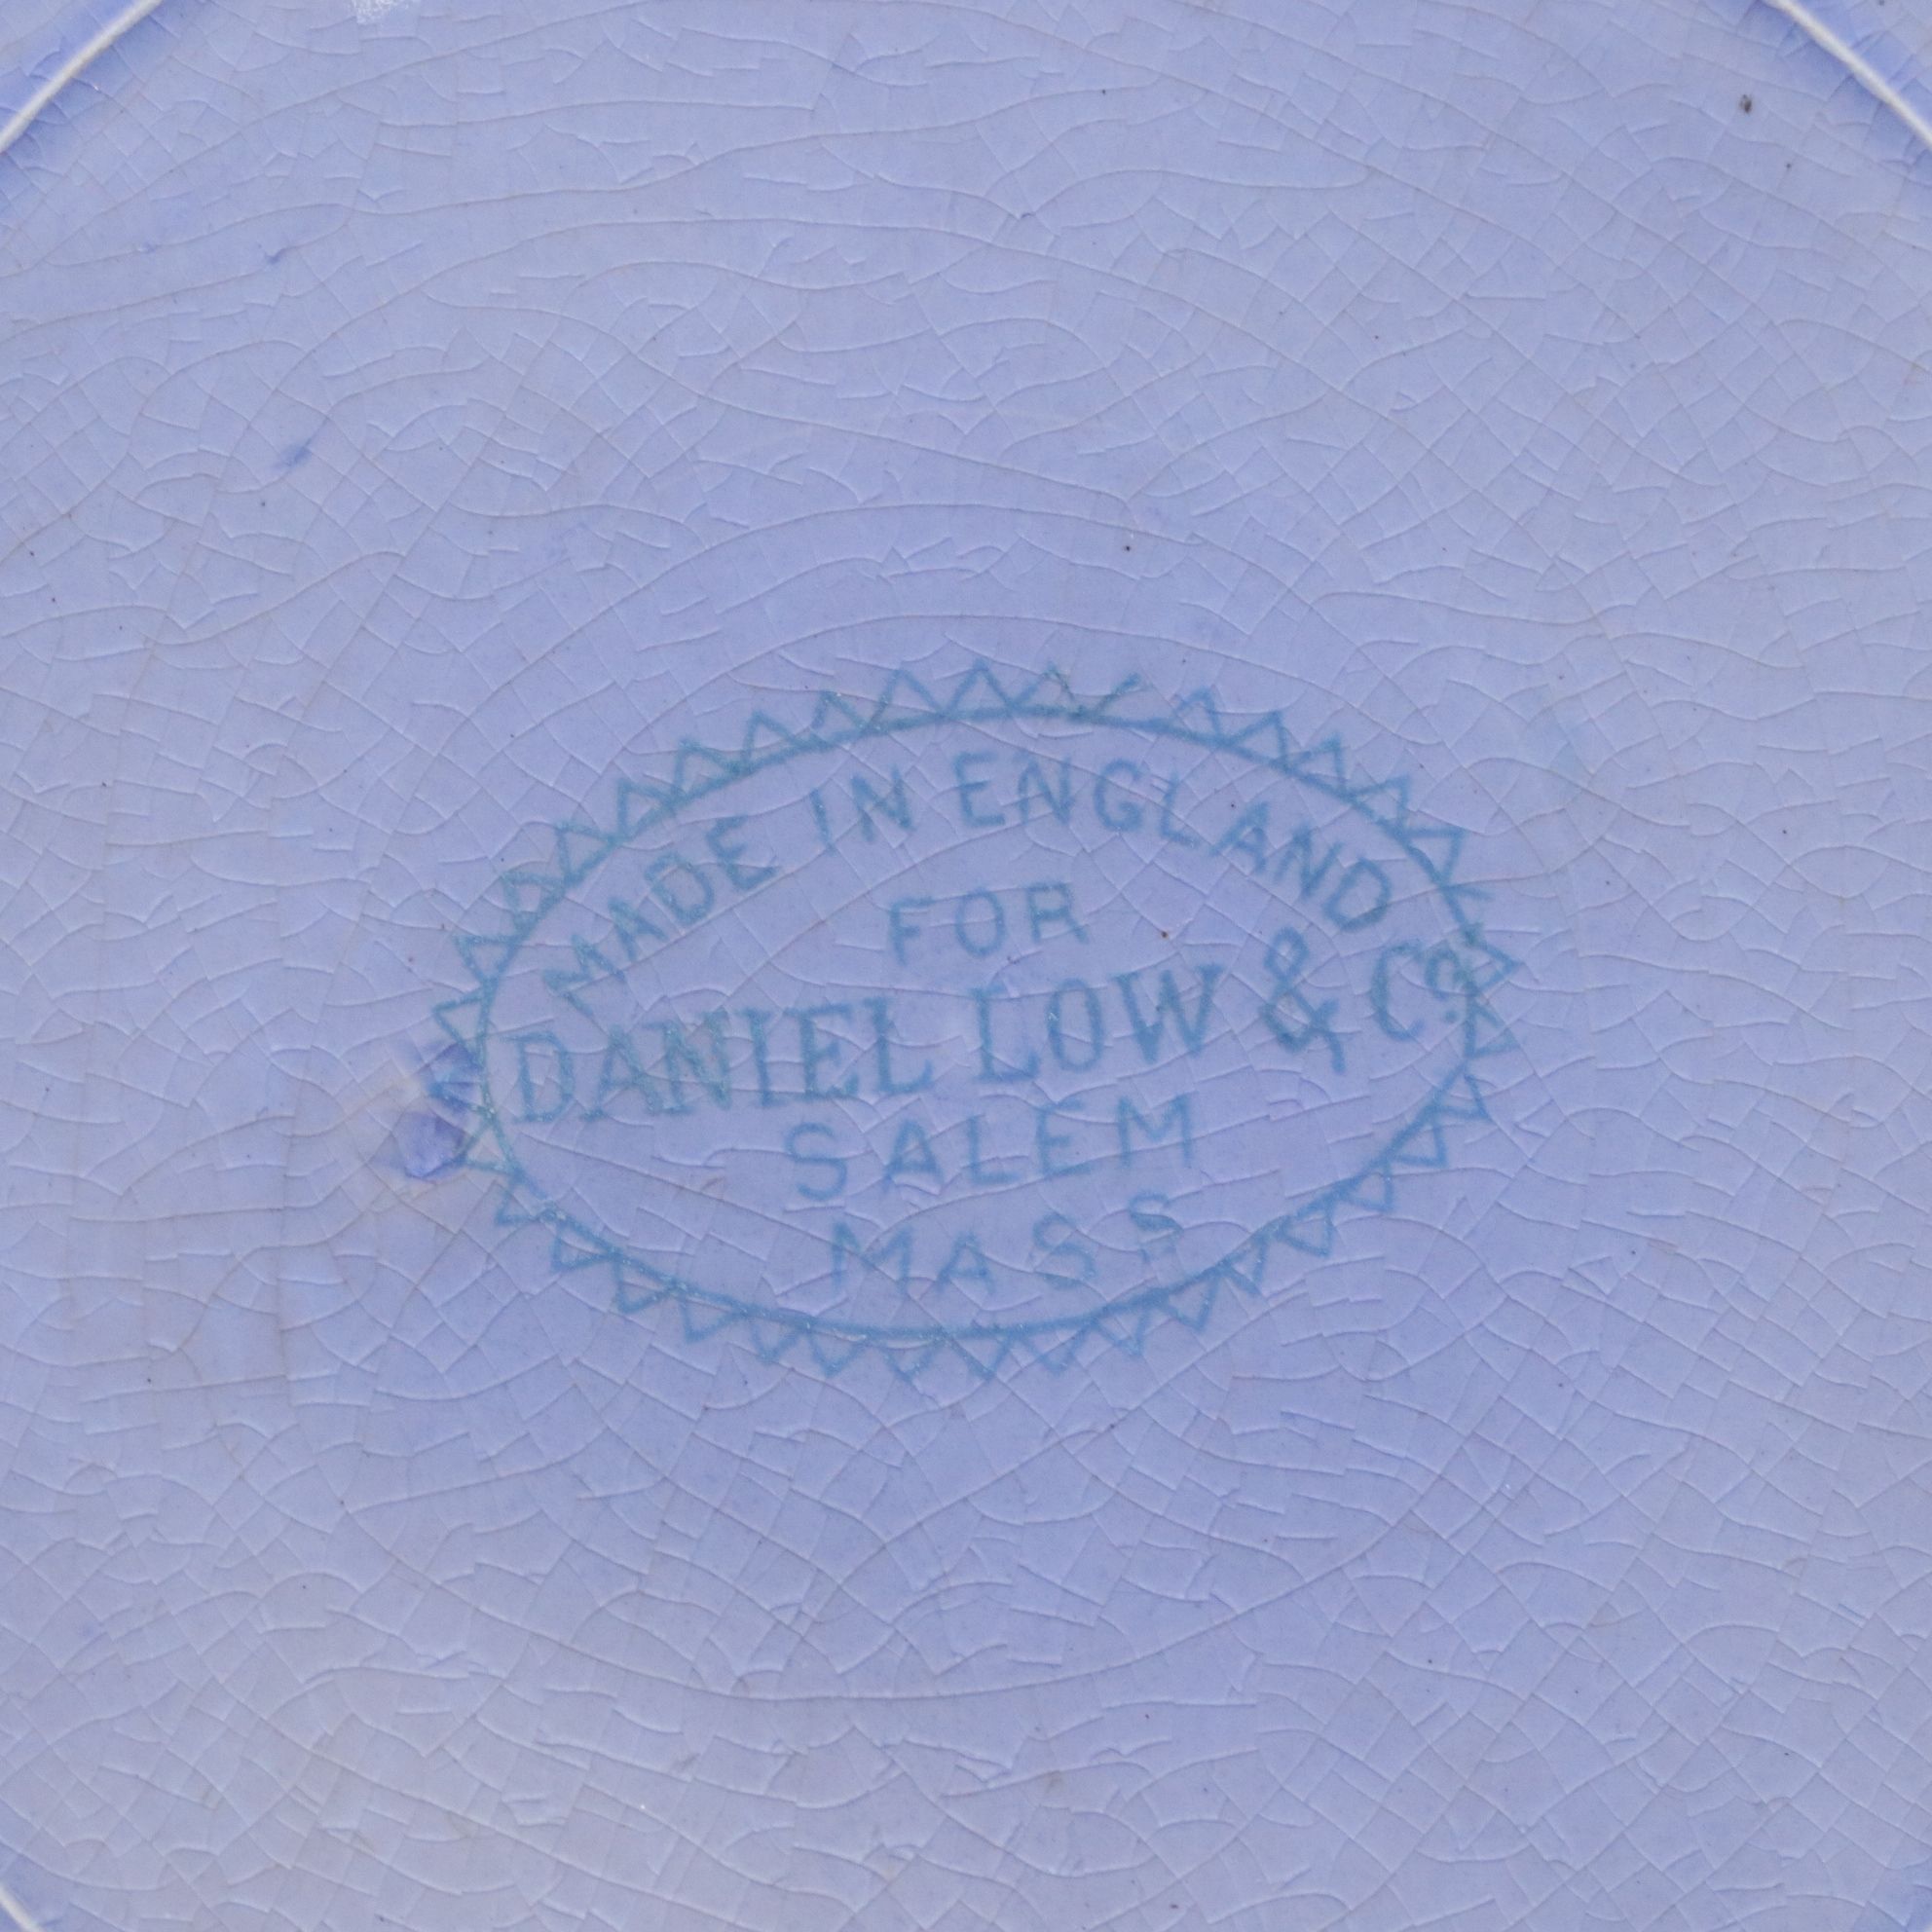 MADE IN ENGLAND
FOR
DANIEL LOW & Co
SALEM
MASS